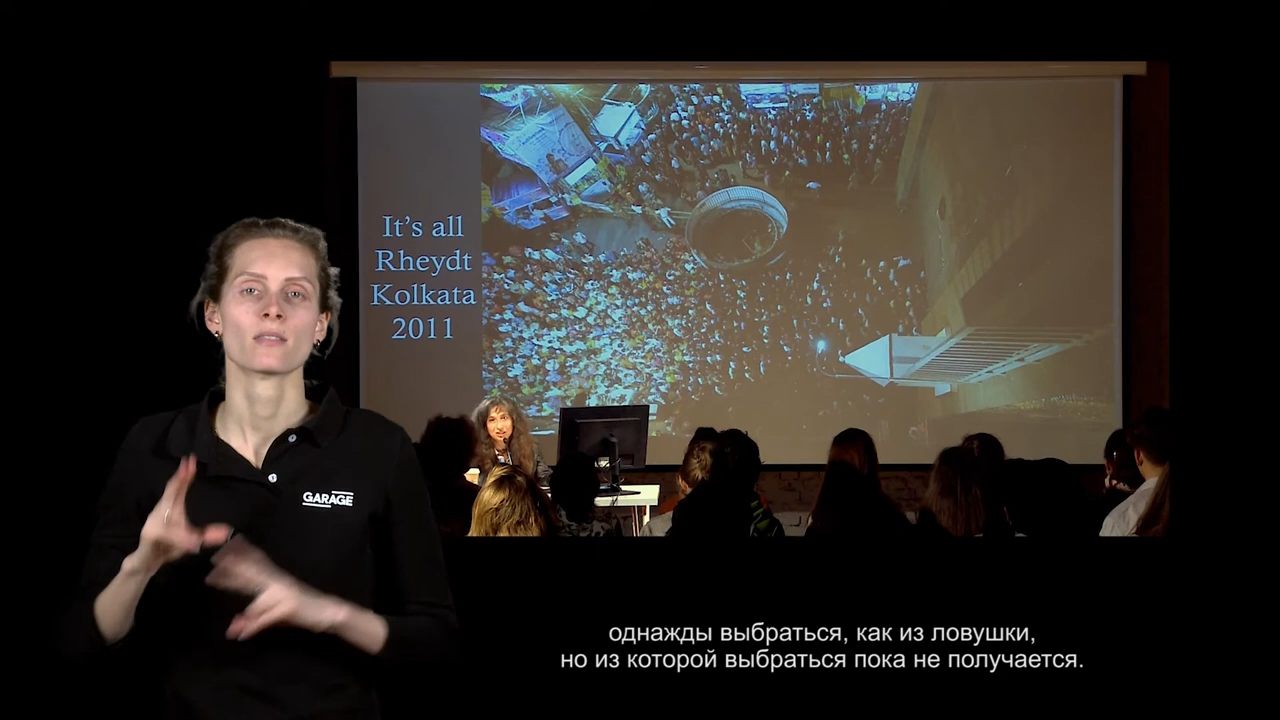 It's all
Rheydt
Kolkata
2011
GARAGE
однажды выбраться, как из ловушки,
но из которой выбраться пока не получается.